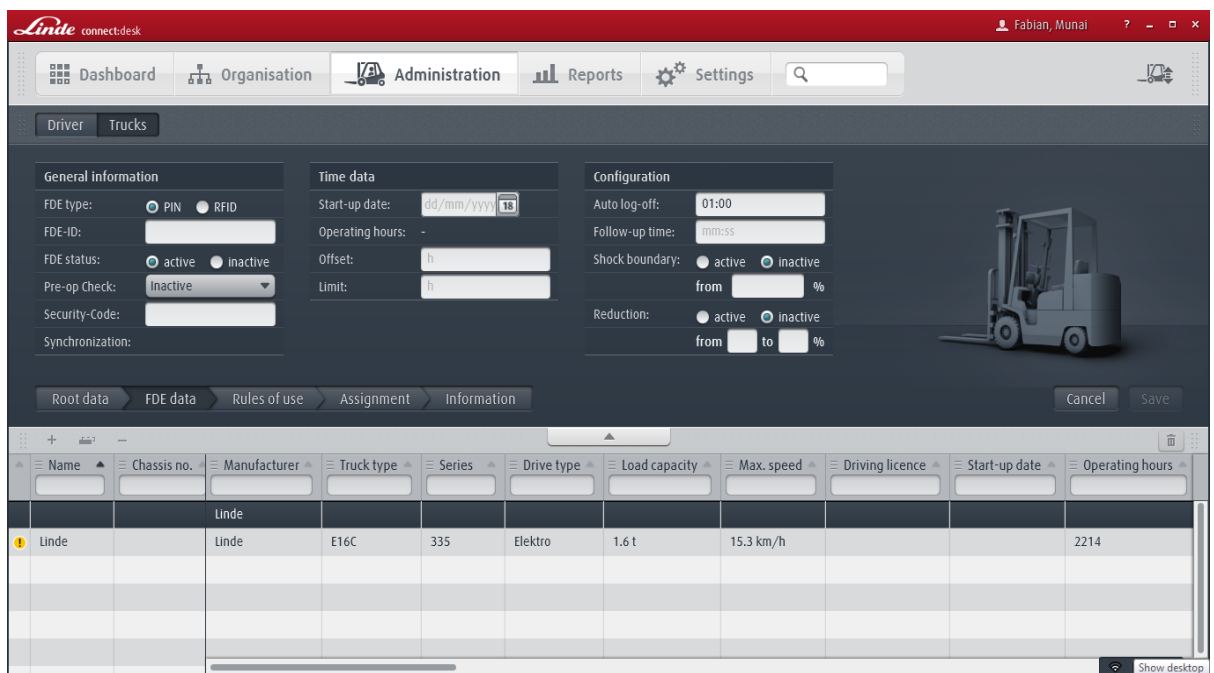 Linde connect:desk
Fabian, Munai ?
Dashboard Organisation Administration Reports Settings
Driver Trucks
General information
FDE type: PIN RFID
FDE-ID:
FDE status: active inactive
Pre-op Check: Inactive
Security-Code:
Synchronization:
Time data
Start-up date: dd/mm/yyyy 18
Operating hours: -
Offset: h
Limit: h
Configuration
Auto log-off: 01:00
Follow-up time: mm:ss
Shock boundary: active inactive
from %
Reduction: active inactive
from to %
Root data FDE data Rules of use Assignment Information
Cancel Save
Name Chassis no. Manufacturer Truck type Series Drive type Load capacity Max. speed Driving licence Start-up date Operating hours
Linde
Linde Linde E16C 335 Elektro 1.6 t 15.3 km/h 2214
Show desktop